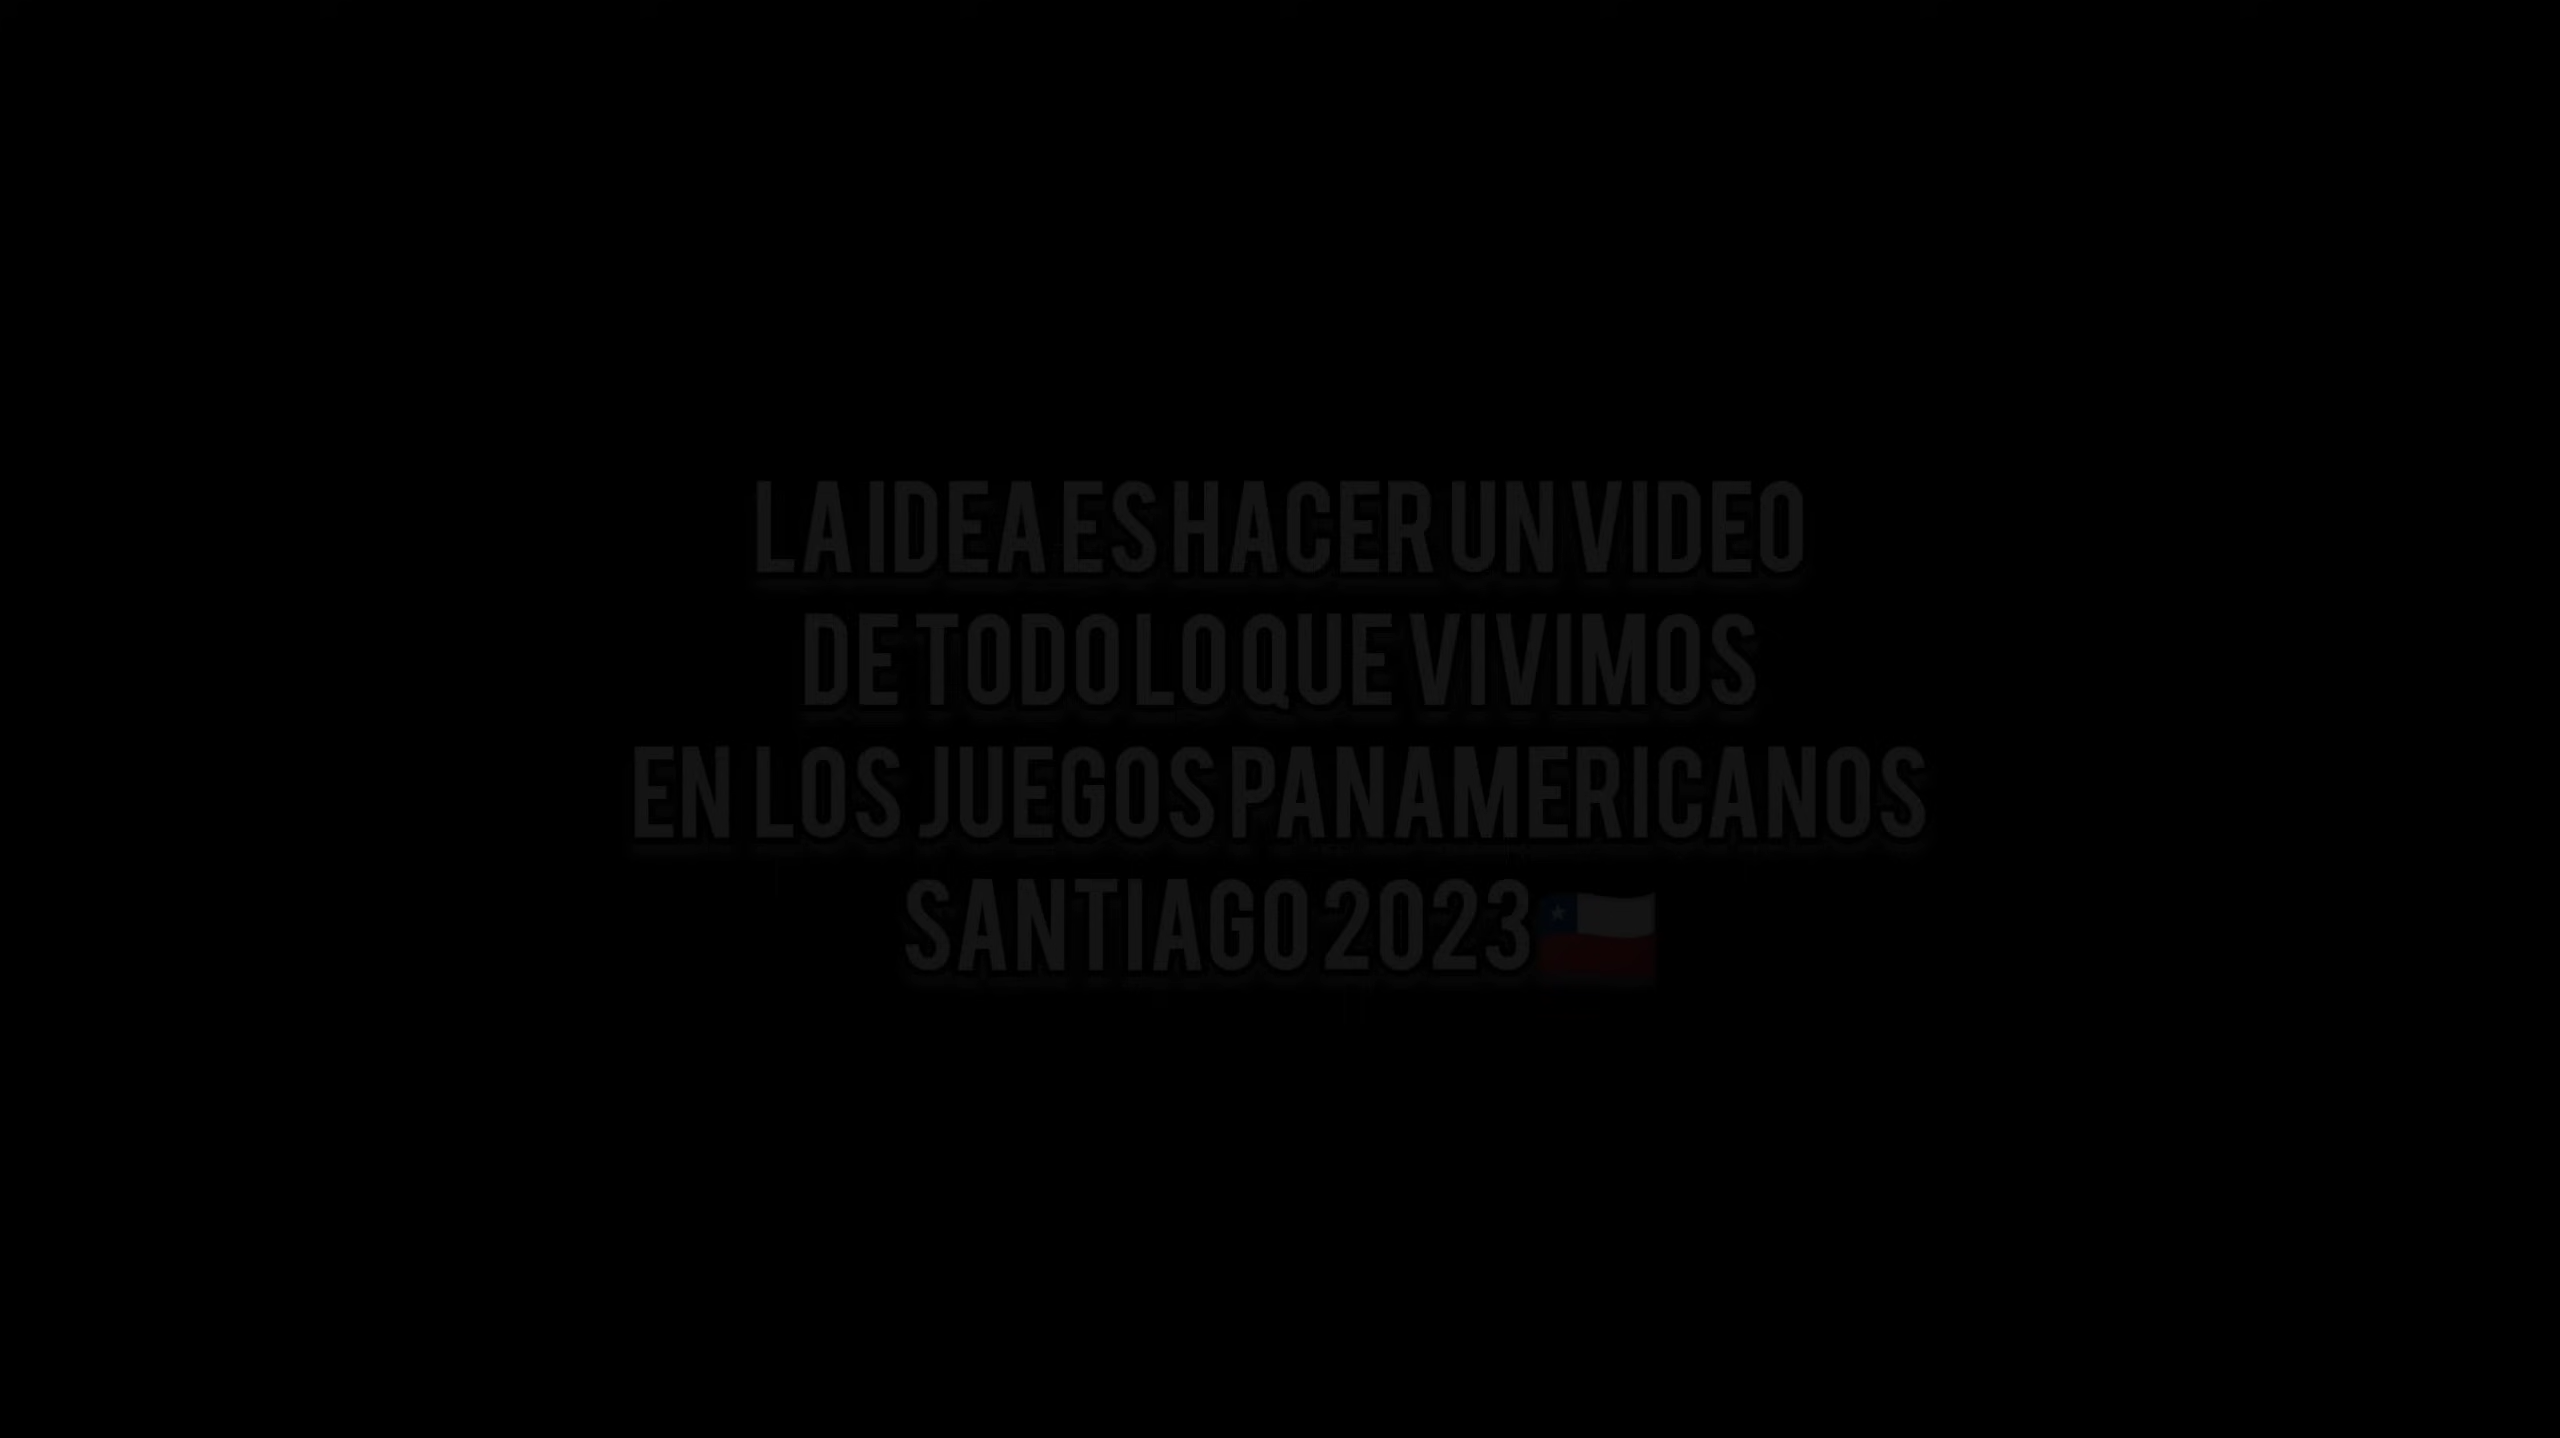 LA IDEA ES HACER UN VIDEO
DE TODO LO QUE VIVIMOS
EN LOS JUEGOS PANAMERICANOS
SANTIAGO 2023🇨🇱